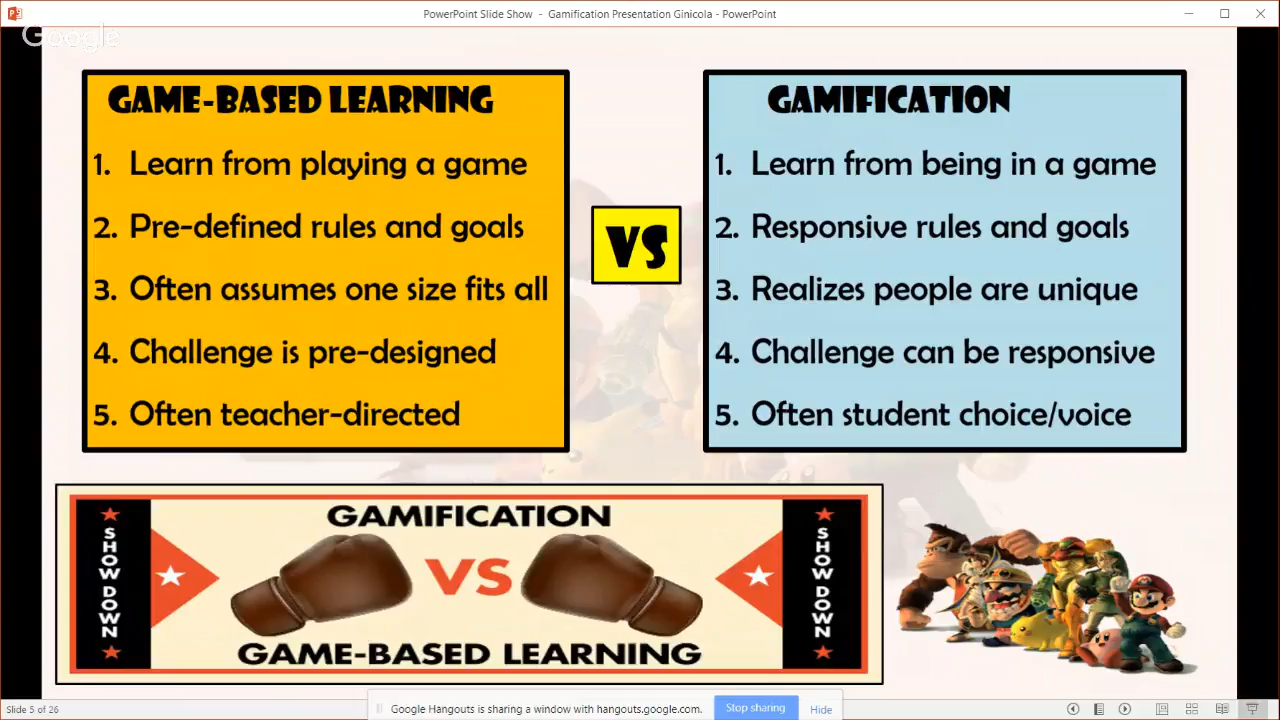 PowerPoint Slide Show - Gamification Presentation Ginicola - PowerPoint
Google
GAME-BASED LEARNING
1. Learn from playing a game
2. Pre-defined rules and goals
3. Often assumes one size fits all
4. Challenge is pre-designed
5. Often teacher-directed
VS
GAMIFICATION
1. Learn from being in a game
2. Responsive rules and goals
3. Realizes people are unique
4. Challenge can be responsive
5. Often student choice/voice
SHOW DOWN
GAMIFICATION
VS
GAME-BASED LEARNING
SHOW DOWN
Slide 5 of 26
Google Hangouts is sharing a window with hangouts.google.com.
Stop sharing
Hide